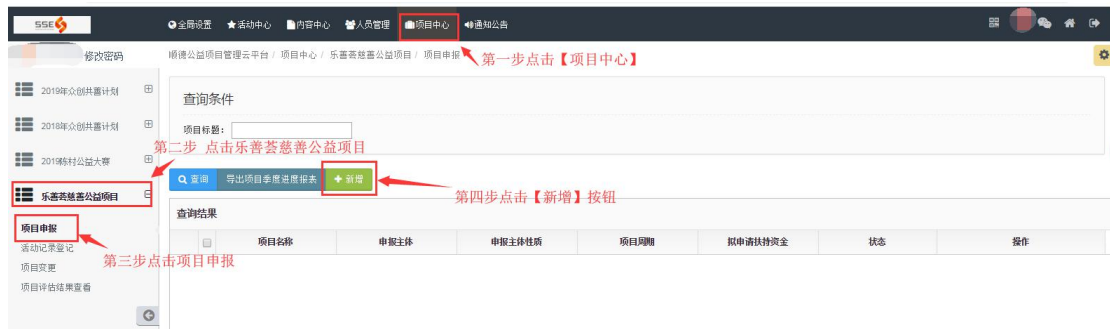 SSE
全局设置 活动中心 内容中心 人员管理 项目中心 通知公告
修改密码
顺德公益项目管理云平台 / 项目中心 / 乐善荟慈善公益项目 / 项目申报
第一步点击【项目中心】
2019年众创共善计划
查询条件
2018年众创共善计划
项目标题：
第二步 点击乐善荟慈善公益项目
2019陈村公益大赛
查询 导出项目季度进度报表 新增
乐善荟慈善公益项目
第四步点击【新增】按钮
查询结果
项目申报
项目名称 申报主体 申报主体性质 项目周期 拟申请扶持资金 状态 操作
活动记录登记
第三步点击项目申报
项目变更
项目评估结果查看